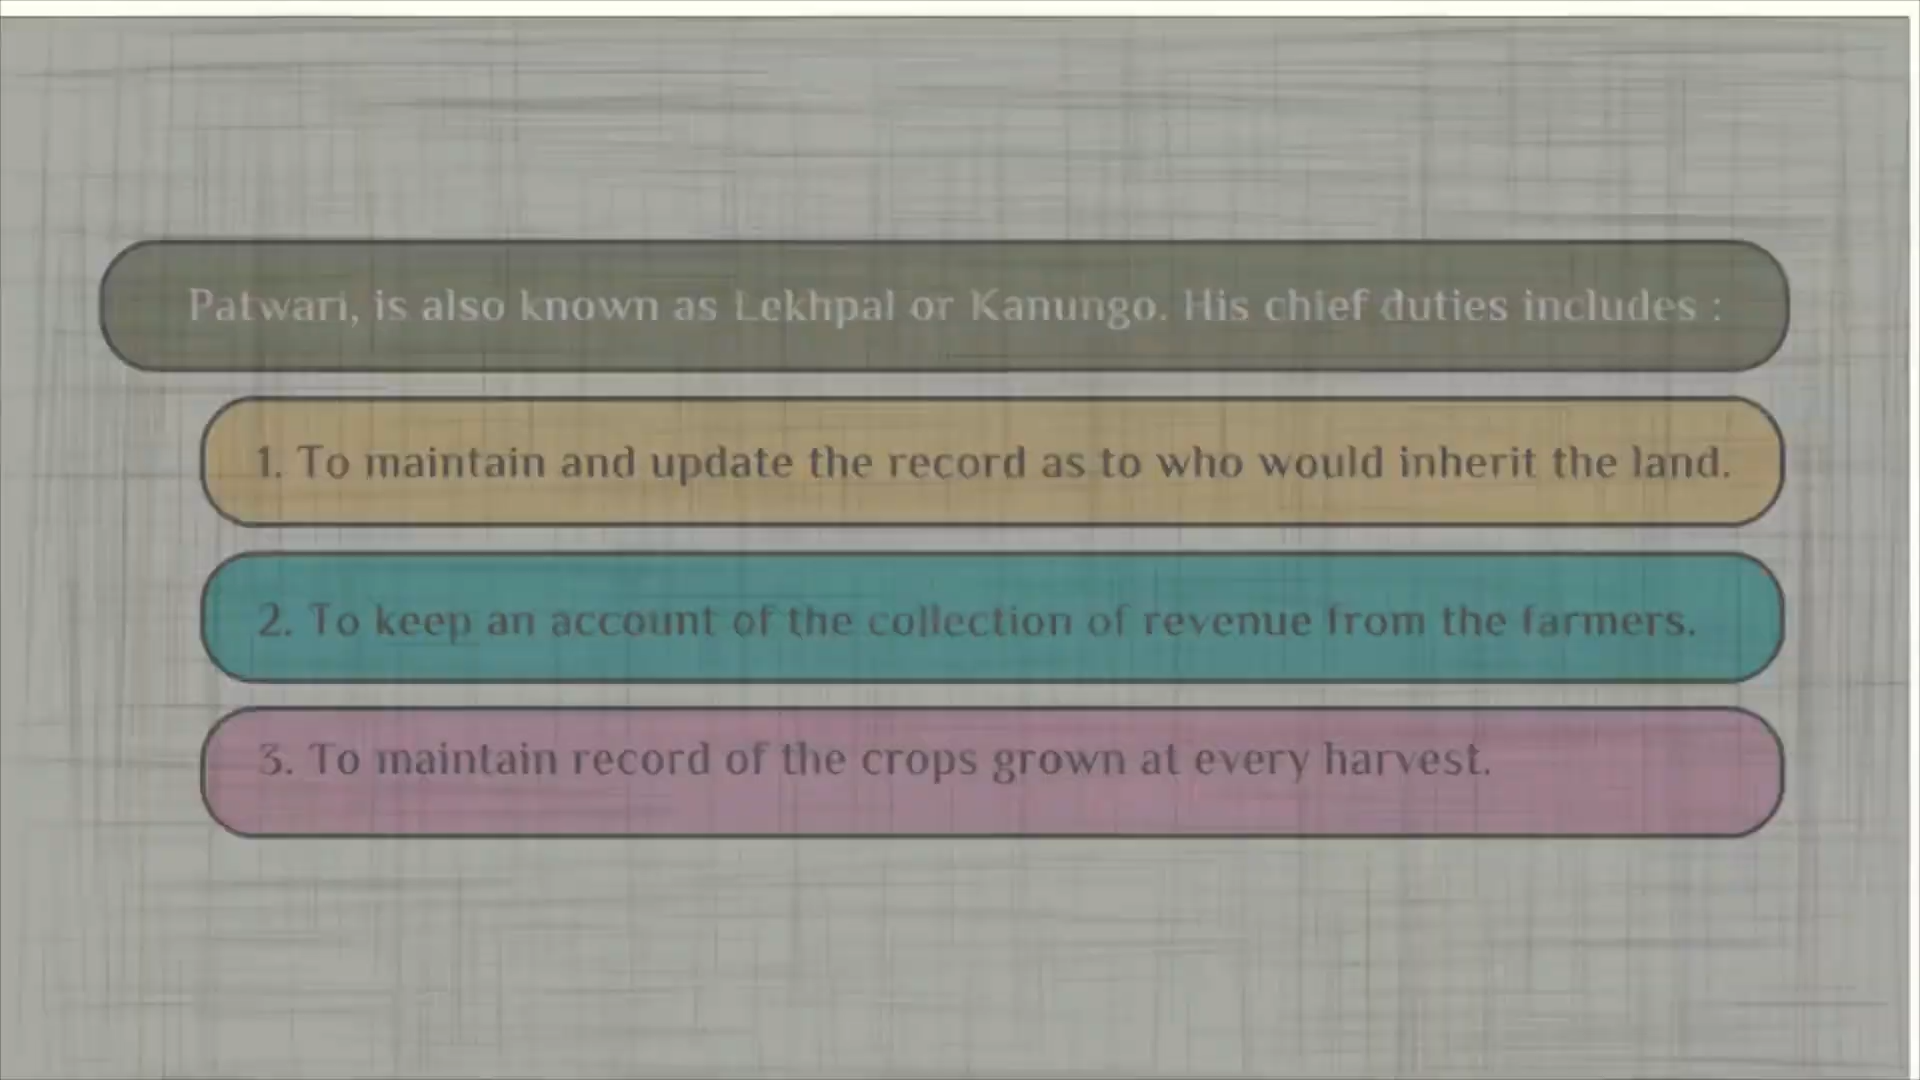 Patwari, is also known as Lekhpal or Kanungo. His chief duties includes :
1. To maintain and update the record as to who would inherit the land.
2. To keep an account of the collection of revenue from the farmers.
3. To maintain record of the crops grown at every harvest.